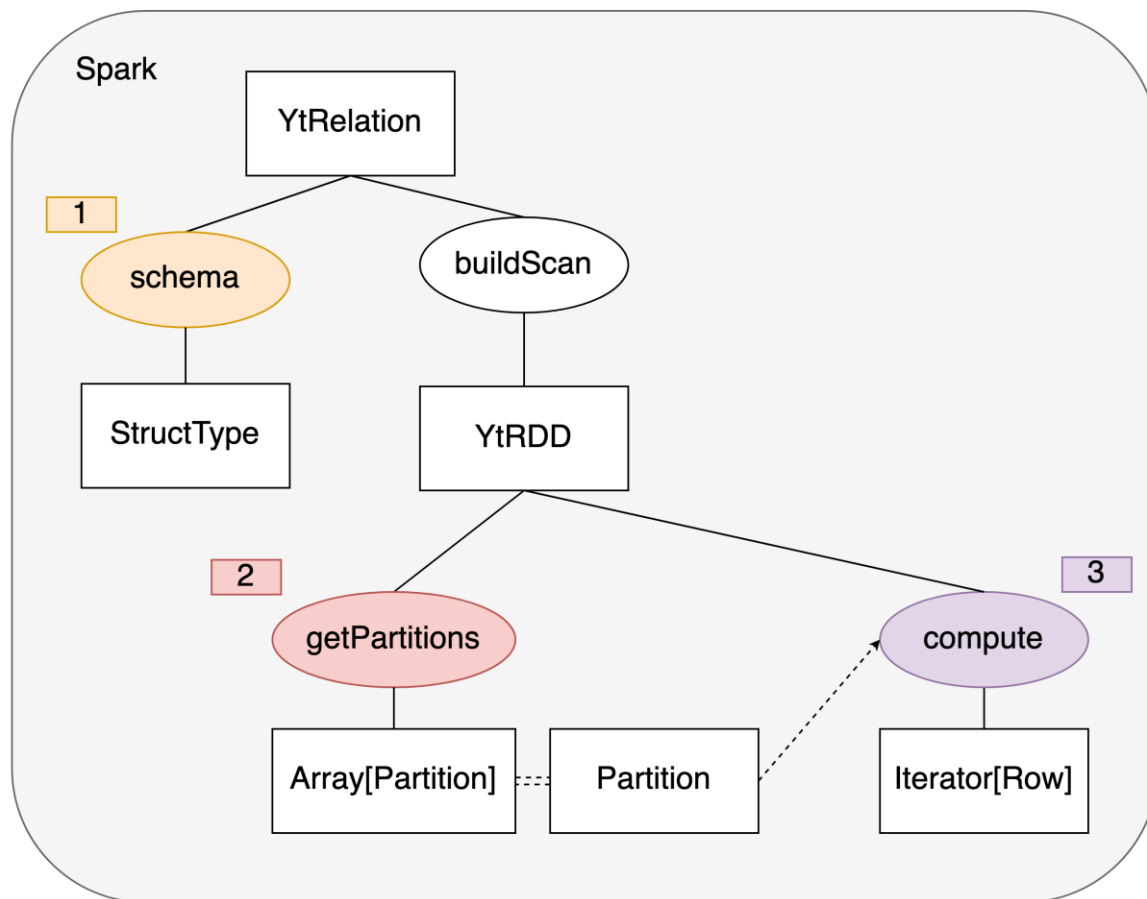 Spark
YtRelation
1
schema
buildScan
StructType
YtRDD
2
3
getPartitions
compute
Array[Partition]
Partition
Iterator[Row]